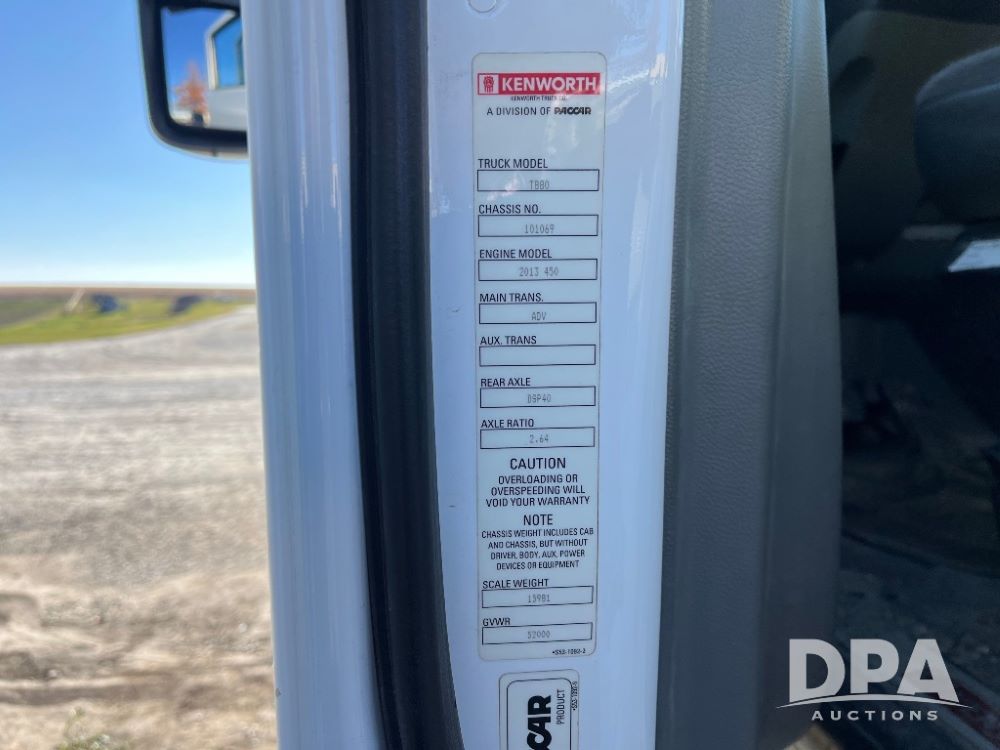 KENWORTH
KENWORTH TRUCK CO.
A DIVISION OF PACCAR
TRUCK MODEL
T880
CHASSIS NO.
101069
ENGINE MODEL
2013 450
MAIN TRANS.
ADV
AUX. TRANS
REAR AXLE
DSP40
AXLE RATIO
2.64
CAUTION
OVERLOADING OR
OVERSPEEDING WILL
VOID YOUR WARRANTY
NOTE
CHASSIS WEIGHT INCLUDES CAB
AND CHASSIS, BUT WITHOUT
DRIVER, BODY, AUX. POWER
DEVICES OR EQUIPMENT
SCALE WEIGHT
15981
GVWR
52000
PRODUCT
DPA
AUCTIONS